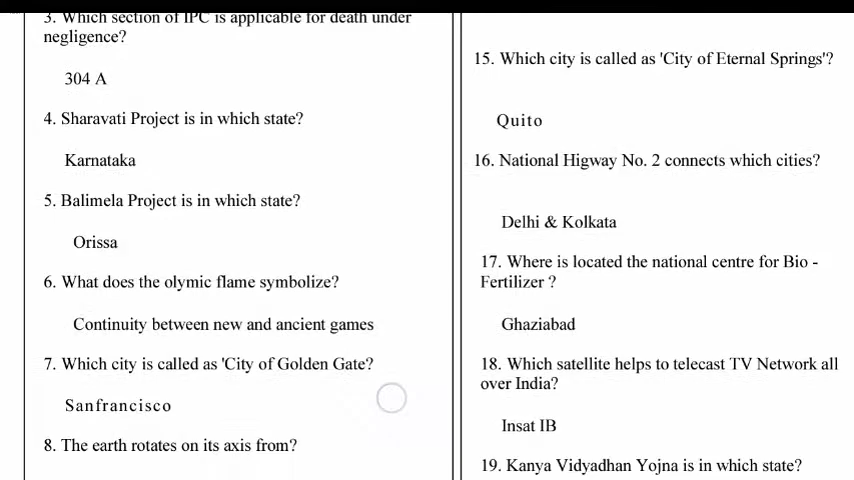 3. Which section of IPC is applicable for death under
negligence?
304 A
4. Sharavati Project is in which state?
Karnataka
5. Balimela Project is in which state?
Orissa
6. What does the olymic flame symbolize?
Continuity between new and ancient games
7. Which city is called as 'City of Golden Gate?
Sanfrancisco
8. The earth rotates on its axis from?
15. Which city is called as 'City of Eternal Springs'?
Quito
16. National Higway No. 2 connects which cities?
Delhi & Kolkata
17. Where is located the national centre for Bio -
Fertilizer ?
Ghaziabad
18. Which satellite helps to telecast TV Network all
over India?
Insat IB
19. Kanya Vidyadhan Yojna is in which state?